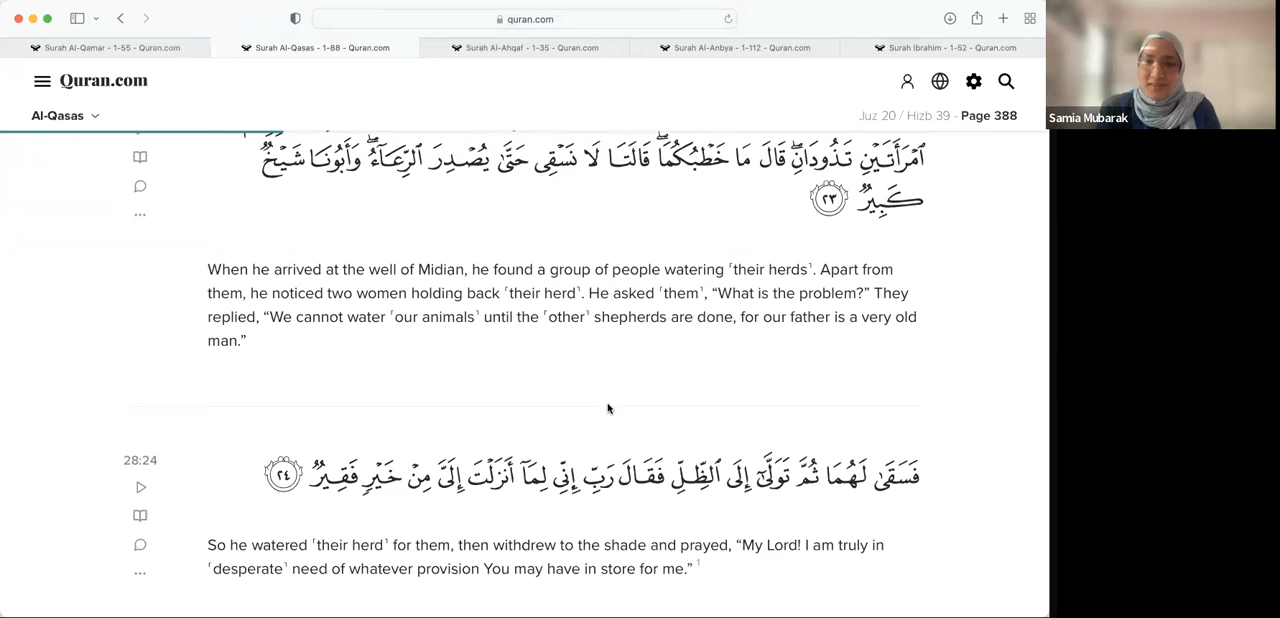 quran.com
Surah Al-Qamar - 1-55 - Quran.com
Surah Al-Qasas - 1-88 - Quran.com
Surah Al-Ahqaf - 1-35 - Quran.com
Surah Al-Anbya - 1-112 - Quran.com
Surah Ibrahim - 1-52 - Quran.com
Quran.com
Al-Qasas
Juz 20 / Hizb 39 - Page 388
Samia Mubarak
ٱمْرَأَتَيْنِ تَذُودَانِۖ قَالَ مَا خَطْبُكُمَاۖ قَالَتَا لَا نَسْقِى حَتَّىٰ يُصْدِرَ ٱلرِّعَآءُۖ وَأَبُونَا شَيْخٌ
كَبِيرٌ ٢٣
When he arrived at the well of Midian, he found a group of people watering ˹their herds˺. Apart from
them, he noticed two women holding back ˹their herd˺. He asked ˹them˺, “What is the problem?” They
replied, “We cannot water ˹our animals˺ until the ˹other˺ shepherds are done, for our father is a very old
man.”
28:24
فَسَقَىٰ لَهُمَا ثُمَّ تَوَلَّىٰٓ إِلَى ٱلظِّلِّ فَقَالَ رَبِّ إِنِّى لِمَآ أَنزَلْتَ إِلَىَّ مِنْ خَيْرٍ فَقِيرٌ ٢٤
So he watered ˹their herd˺ for them, then withdrew to the shade and prayed, “My Lord! I am truly in
˹desperate˺ need of whatever provision You may have in store for me.” 1